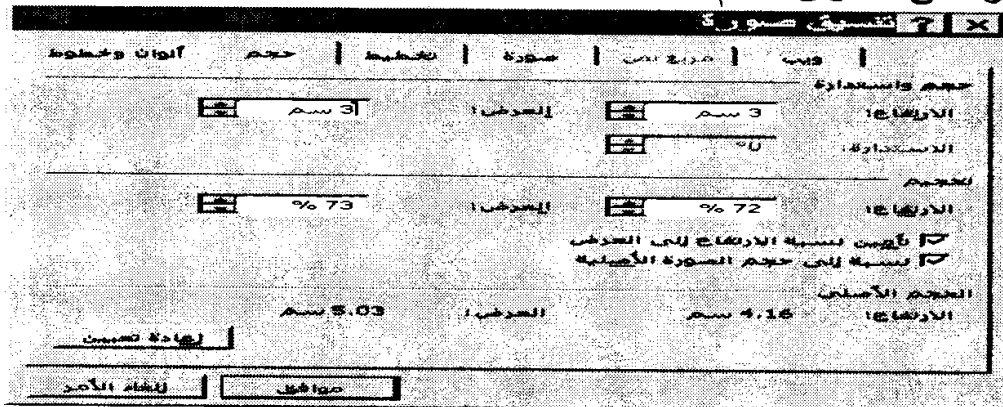 تنسيق صورة
ألوان وخطوط حجم تخطيط صورة مربع نص ويب
حجم واستدارة
الارتفاع: 3 سم العرض: 3 سم
الاستدارة: 0°
تحجيم
الارتفاع: 72 % العرض: 73 %
تأمين نسبة الارتفاع إلى العرض
نسبة إلى حجم الصورة الأصلية
الحجم الأصلي
الارتفاع: 4.16 سم العرض: 5.03 سم
إعادة تعيين
موافق إلغاء الأمر